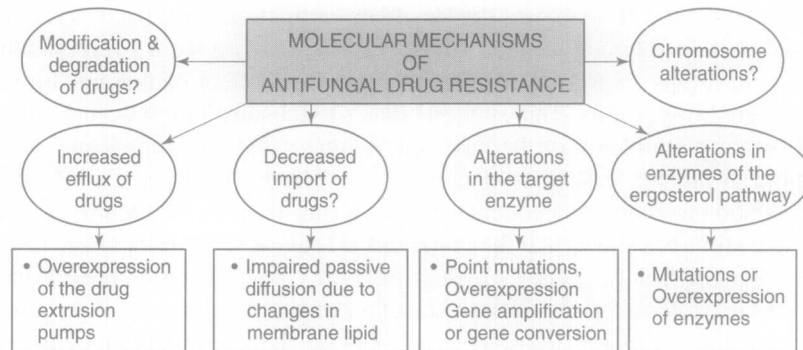 Modification &
degradation
of drugs?
MOLECULAR MECHANISMS
OF
ANTIFUNGAL DRUG RESISTANCE
Chromosome
alterations?
Increased
efflux of
drugs
Decreased
import of
drugs?
Alterations
in the target
enzyme
Alterations in
enzymes of the
ergosterol pathway
• Overexpression
of the drug
extrusion
pumps
• Impaired passive
diffusion due to
changes in
membrane lipid
• Point mutations,
Overexpression
Gene amplification
or gene conversion
• Mutations or
Overexpression
of enzymes